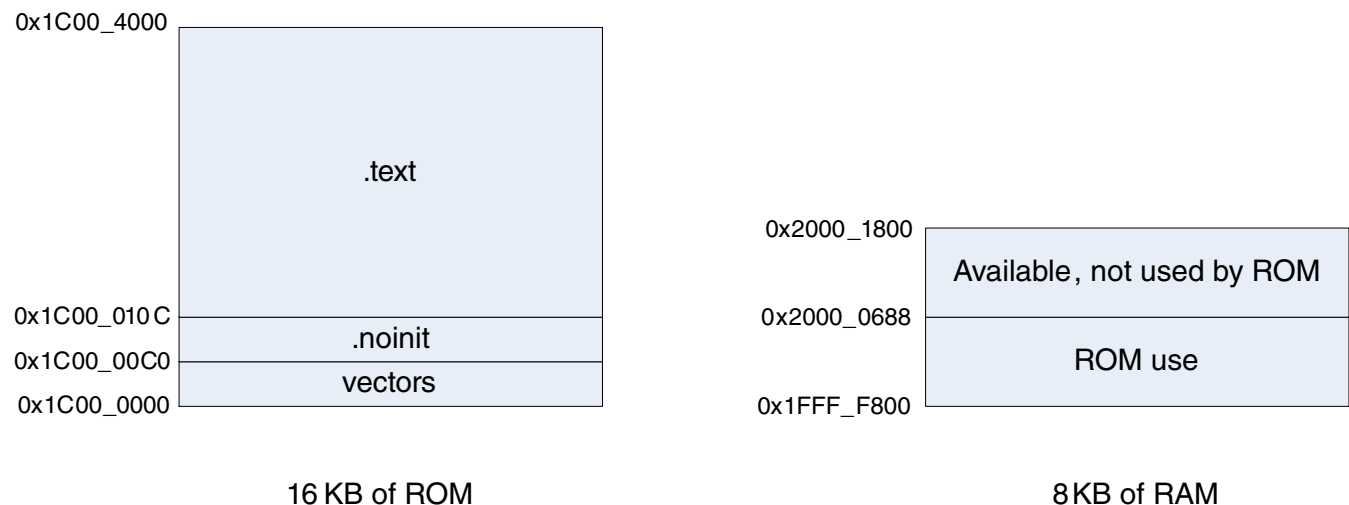 0x1C00_4000
.text
0x1C00_010C
.noinit
0x1C00_00C0
vectors
0x1C00_0000
16 KB of ROM
0x2000_1800
Available, not used by ROM
0x2000_0688
ROM use
0x1FFF_F800
8 KB of RAM